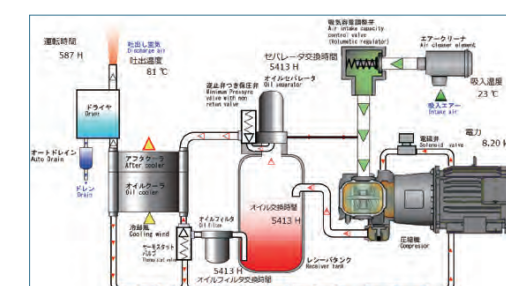 運転時間
587 H
吐出し空気
Discharge air
吐出温度
81 ℃
ドライヤ
オートドレイン
Auto Drain
ドレン
Drain
アフタクーラ
After cooler
オイルクーラ
Oil cooler
冷却風
Cooling wind
サーモスタット
バルブ
Thermostat valve
オイルフィルタ
Oil filter
5413 H
オイルフィルタ交換時間
逆止弁つき保圧弁
Minimum Pressure
valve with non
return valve
セパレータ交換時間
5413 H
オイルセパレータ
Oil separator
オイル交換時間
5413 H
レシーバタンク
Receiver tank
Air intake capacity
control valve
(Volumetric regulator)
エアークリーナ
Air cleaner element
吸入エアー
Intake air
吸入温度
23 ℃
電磁弁
Solenoid valve
電力
8.20 k
圧縮機
Compressor